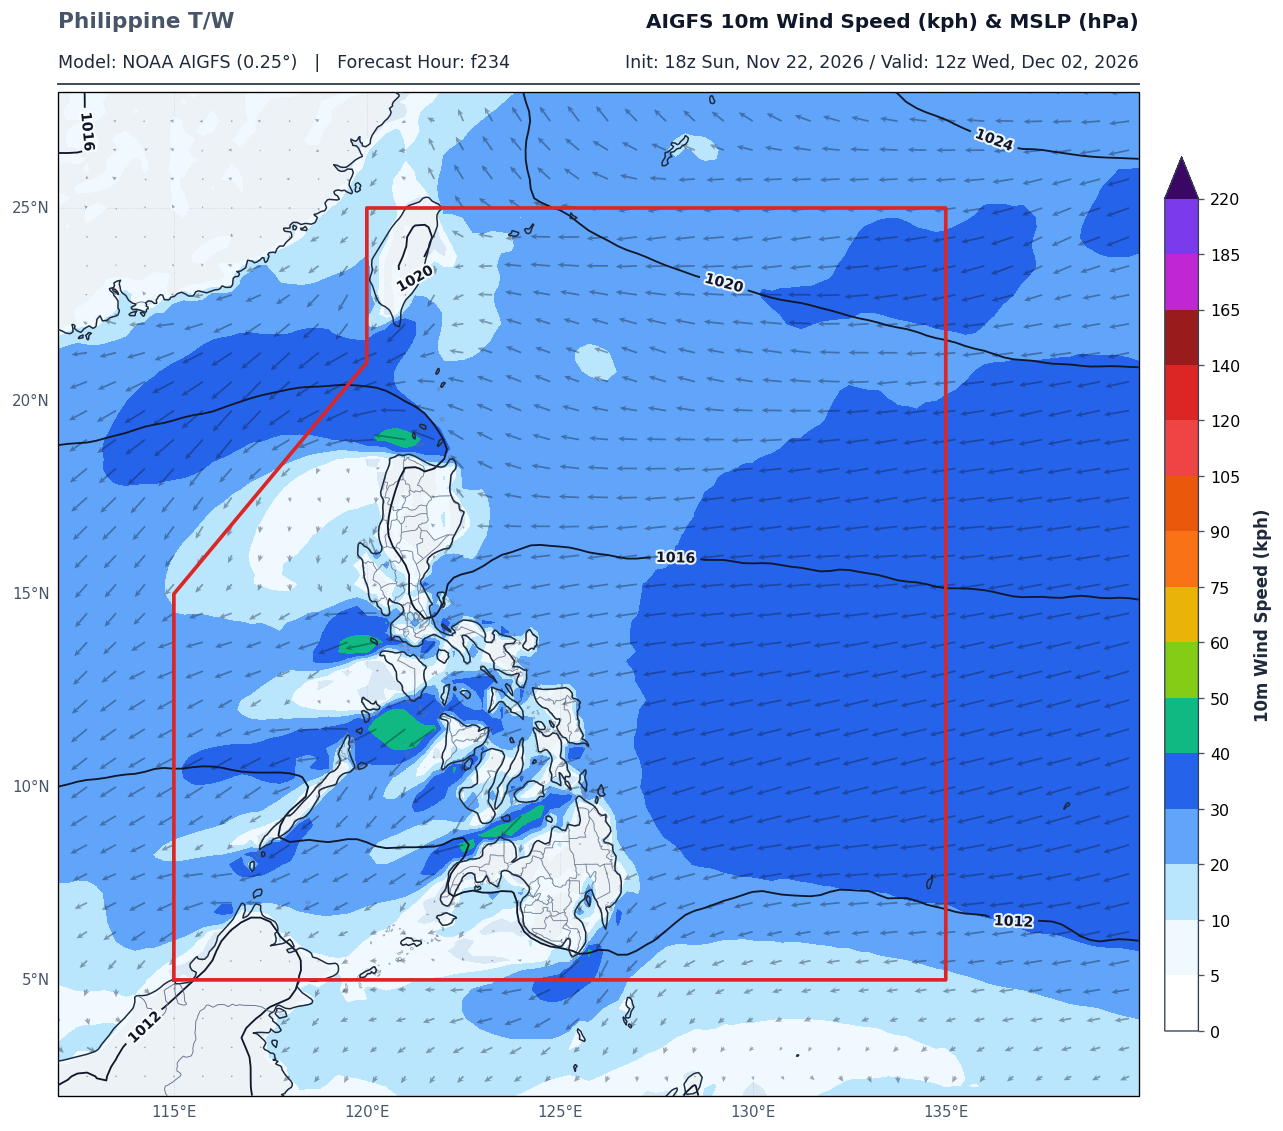 Philippine T/W
AIGFS 10m Wind Speed (kph) & MSLP (hPa)
Model: NOAA AIGFS (0.25°) | Forecast Hour: f234
Init: 18z Sun, Nov 22, 2026 / Valid: 12z Wed, Dec 02, 2026
1016
1024
25°N
1020
1020
20°N
1016
15°N
10°N
1012
5°N
1012
115°E
120°E
125°E
130°E
135°E
220
185
165
140
120
105
90
75
60
50
40
30
20
10
5
0
10m Wind Speed (kph)